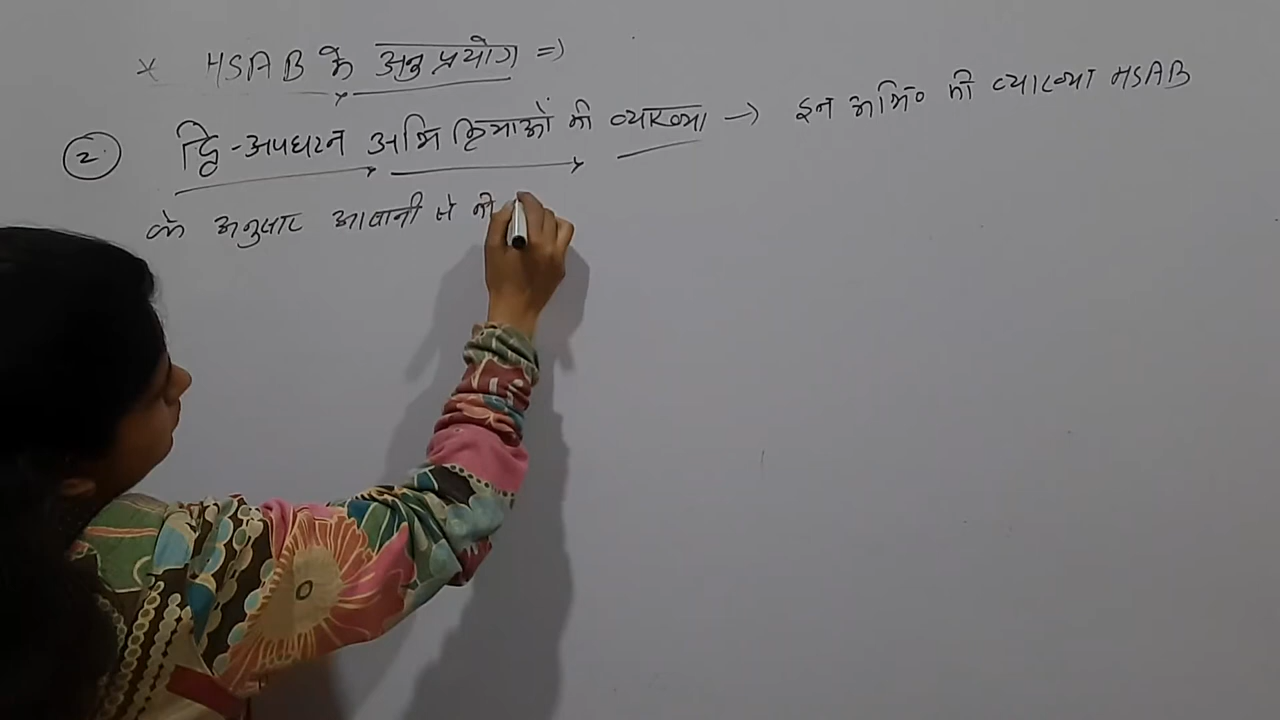 * HSAB के अनुप्रयोग =)
2. द्वि-अपघटन अभिक्रियाओं की व्याख्या -> इन अभि० की व्याख्या HSAB
के अनुसार आसानी से की